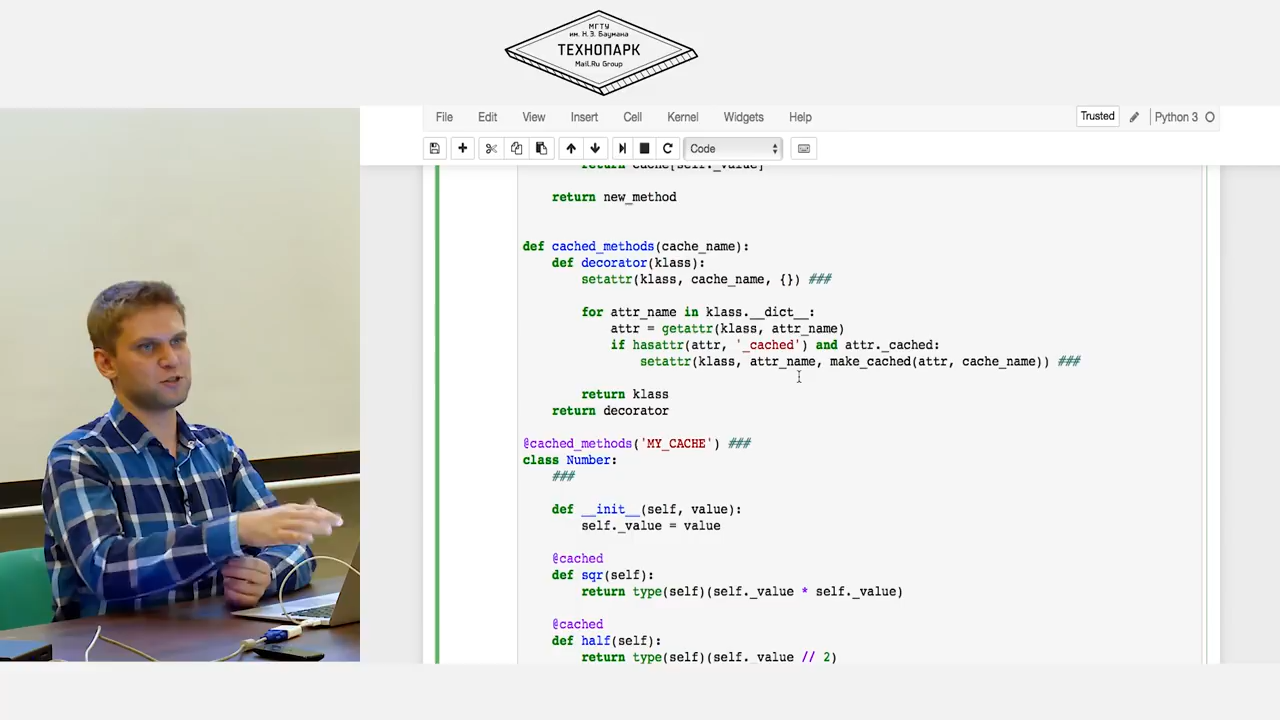 МГТУ
им. Н.Э. Баумана
ТЕХНОПАРК
Mail.Ru Group
File Edit View Insert Cell Kernel Widgets Help
Trusted Python 3
Code
return cache[self._value]
return new_method
def cached_methods(cache_name):
def decorator(klass):
setattr(klass, cache_name, {}) ###
for attr_name in klass.__dict__:
attr = getattr(klass, attr_name)
if hasattr(attr, '_cached') and attr._cached:
setattr(klass, attr_name, make_cached(attr, cache_name)) ###
return klass
return decorator
@cached_methods('MY_CACHE') ###
class Number:
###
def __init__(self, value):
self._value = value
@cached
def sqr(self):
return type(self)(self._value * self._value)
@cached
def half(self):
return type(self)(self._value // 2)